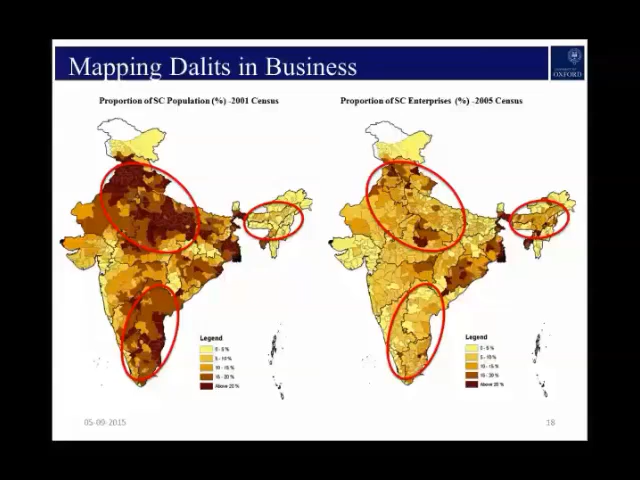 Mapping Dalits in Business
OXFORD
Proportion of SC Population (%) -2001 Census
Proportion of SC Enterprises (%) -2005 Census
Legend
0 - 5 %
5 - 10 %
10 - 15 %
15 - 20 %
Above 20 %
Legend
0 - 5 %
5 - 10 %
10 - 15 %
15 - 20 %
Above 20 %
05-09-2015
18